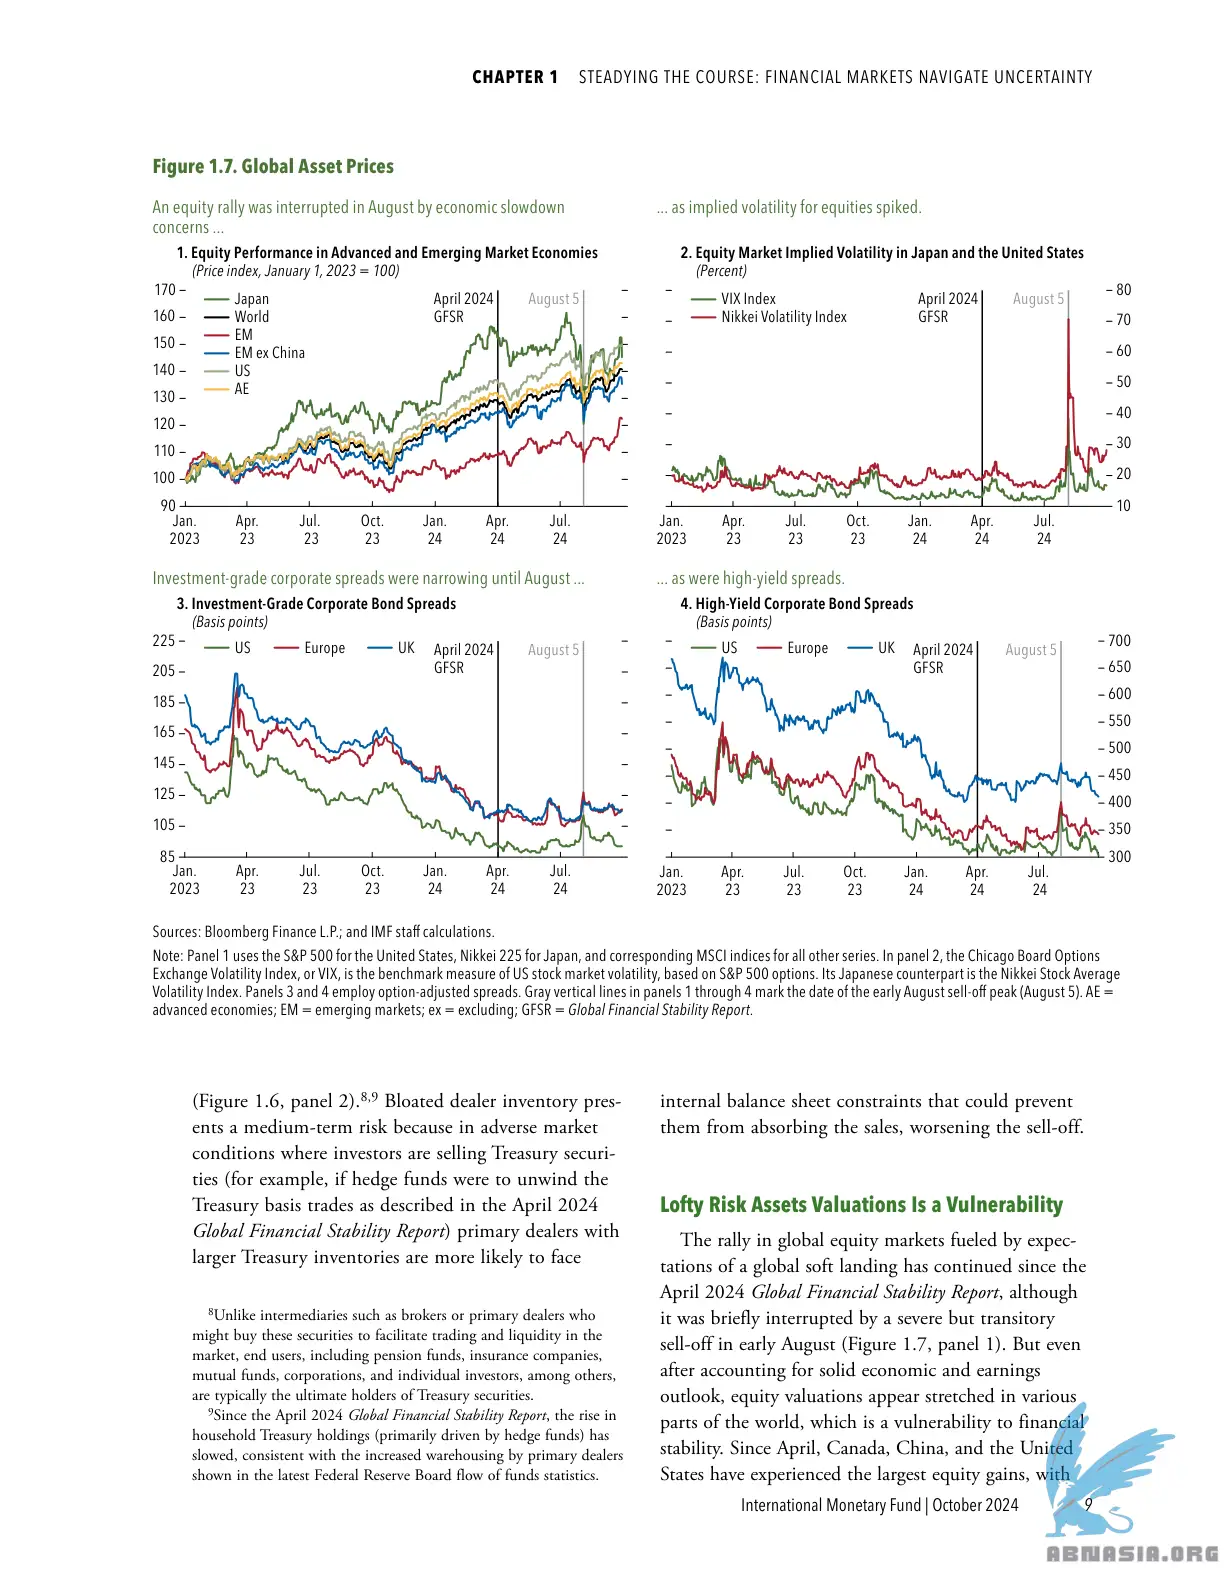 CHAPTER 1 STEADYING THE COURSE: FINANCIAL MARKETS NAVIGATE UNCERTAINTY
Figure 1.7. Global Asset Prices
An equity rally was interrupted in August by economic slowdown
concerns ...
1. Equity Performance in Advanced and Emerging Market Economies
(Price index, January 1, 2023 = 100)
170
160
150
140
130
120
110
100
90
Japan
World
EM
EM ex China
US
AE
April 2024
GFSR
August 5
Jan. Apr. Jul. Oct. Jan. Apr. Jul.
2023 23 23 23 24 24 24
... as implied volatility for equities spiked.
2. Equity Market Implied Volatility in Japan and the United States
(Percent)
VIX Index
Nikkei Volatility Index
April 2024
GFSR
August 5
80
70
60
50
40
30
20
10
Jan. Apr. Jul. Oct. Jan. Apr. Jul.
2023 23 23 23 24 24 24
Investment-grade corporate spreads were narrowing until August ...
3. Investment-Grade Corporate Bond Spreads
(Basis points)
225
205
185
165
145
125
105
85
US Europe UK
April 2024
GFSR
August 5
Jan. Apr. Jul. Oct. Jan. Apr. Jul.
2023 23 23 23 24 24 24
... as were high-yield spreads.
4. High-Yield Corporate Bond Spreads
(Basis points)
US Europe UK
April 2024
GFSR
August 5
700
650
600
550
500
450
400
350
300
Jan. Apr. Jul. Oct. Jan. Apr. Jul.
2023 23 23 23 24 24 24
Sources: Bloomberg Finance L.P.; and IMF staff calculations.
Note: Panel 1 uses the S&P 500 for the United States, Nikkei 225 for Japan, and corresponding MSCI indices for all other series. In panel 2, the Chicago Board Options
Exchange Volatility Index, or VIX, is the benchmark measure of US stock market volatility, based on S&P 500 options. Its Japanese counterpart is the Nikkei Stock Average
Volatility Index. Panels 3 and 4 employ option-adjusted spreads. Gray vertical lines in panels 1 through 4 mark the date of the early August sell-off peak (August 5). AE =
advanced economies; EM = emerging markets; ex = excluding; GFSR = Global Financial Stability Report.
(Figure 1.6, panel 2).8,9 Bloated dealer inventory pres-
ents a medium-term risk because in adverse market
conditions where investors are selling Treasury securi-
ties (for example, if hedge funds were to unwind the
Treasury basis trades as described in the April 2024
Global Financial Stability Report) primary dealers with
larger Treasury inventories are more likely to face
8Unlike intermediaries such as brokers or primary dealers who
might buy these securities to facilitate trading and liquidity in the
market, end users, including pension funds, insurance companies,
mutual funds, corporations, and individual investors, among others,
are typically the ultimate holders of Treasury securities.
9Since the April 2024 Global Financial Stability Report, the rise in
household Treasury holdings (primarily driven by hedge funds) has
slowed, consistent with the increased warehousing by primary dealers
shown in the latest Federal Reserve Board flow of funds statistics.
internal balance sheet constraints that could prevent
them from absorbing the sales, worsening the sell-off.
Lofty Risk Assets Valuations Is a Vulnerability
The rally in global equity markets fueled by expec-
tations of a global soft landing has continued since the
April 2024 Global Financial Stability Report, although
it was briefly interrupted by a severe but transitory
sell-off in early August (Figure 1.7, panel 1). But even
after accounting for solid economic and earnings
outlook, equity valuations appear stretched in various
parts of the world, which is a vulnerability to financial
stability. Since April, Canada, China, and the United
States have experienced the largest equity gains, with
International Monetary Fund | October 2024 9
ABNASIA.ORG